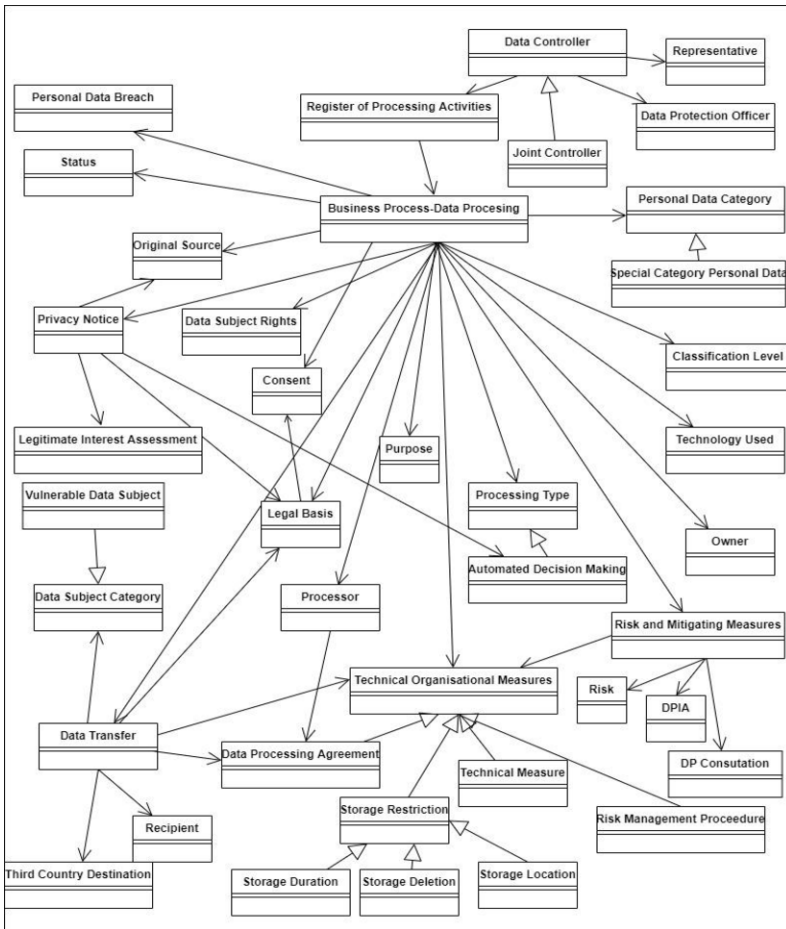 Data Controller
Representative
Personal Data Breach
Register of Processing Activities
Data Protection Officer
Joint Controller
Status
Business Process-Data Procesing
Personal Data Category
Original Source
Special Category Personal Data
Privacy Notice
Data Subject Rights
Classification Level
Consent
Legitimate Interest Assessment
Purpose
Technology Used
Vulnerable Data Subject
Legal Basis
Processing Type
Owner
Data Subject Category
Processor
Automated Decision Making
Risk and Mitigating Measures
Technical Organisational Measures
Risk
DPIA
Data Transfer
Data Processing Agreement
Technical Measure
DP Consutation
Storage Restriction
Recipient
Risk Management Proceedure
Third Country Destination
Storage Duration
Storage Deletion
Storage Location